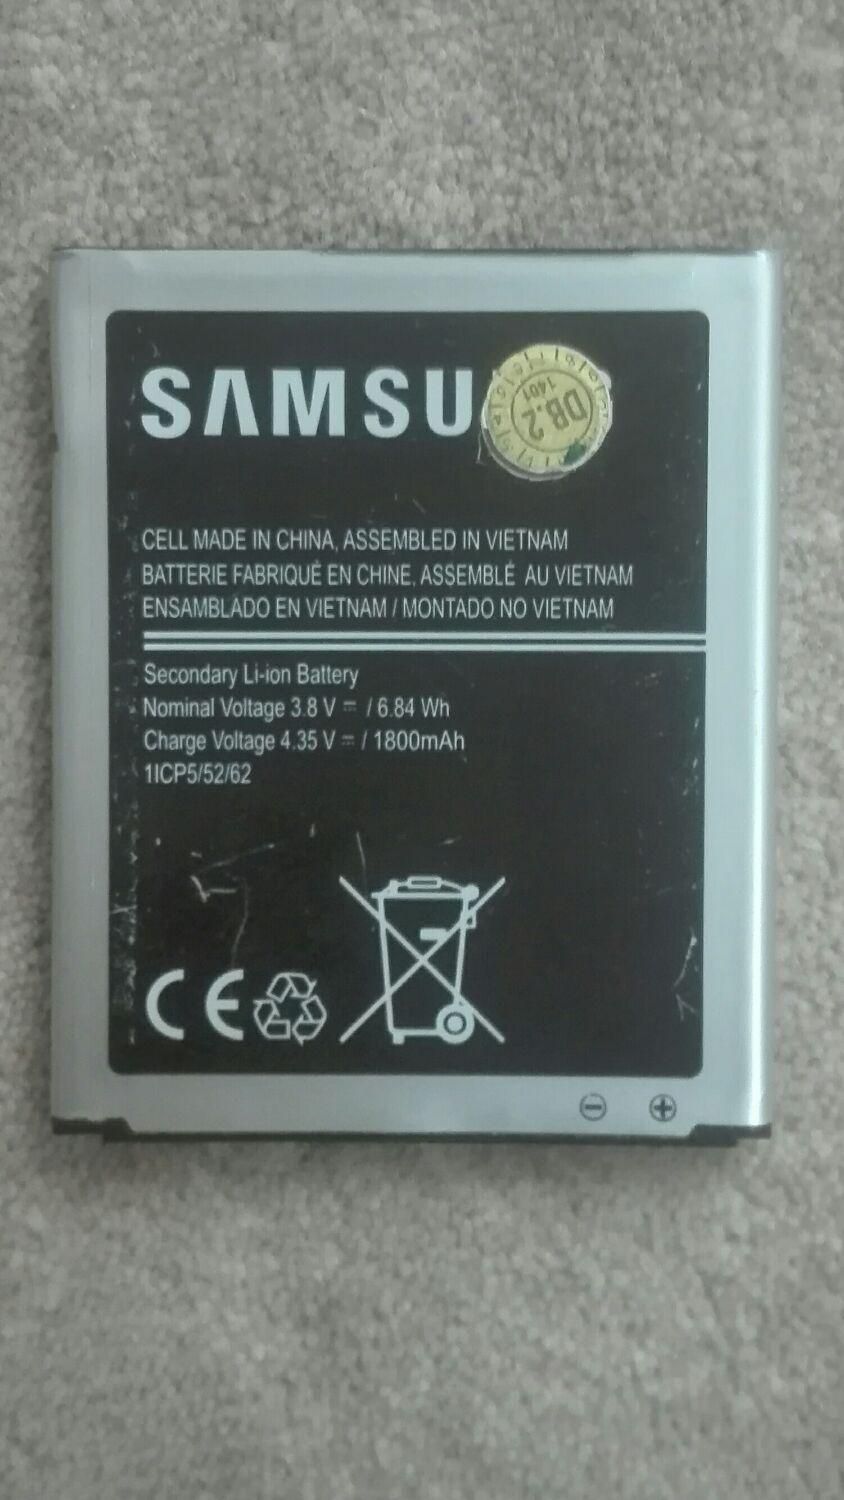 SAMSU
DB.2
1401
CELL MADE IN CHINA, ASSEMBLED IN VIETNAM
BATTERIE FABRIQUÉ EN CHINE, ASSEMBLÉ AU VIETNAM
ENSAMBLADO EN VIETNAM / MONTADO NO VIETNAM
Secondary Li-ion Battery
Nominal Voltage 3.8 V ⎓ / 6.84 Wh
Charge Voltage 4.35 V ⎓ / 1800mAh
1ICP5/52/62
CE